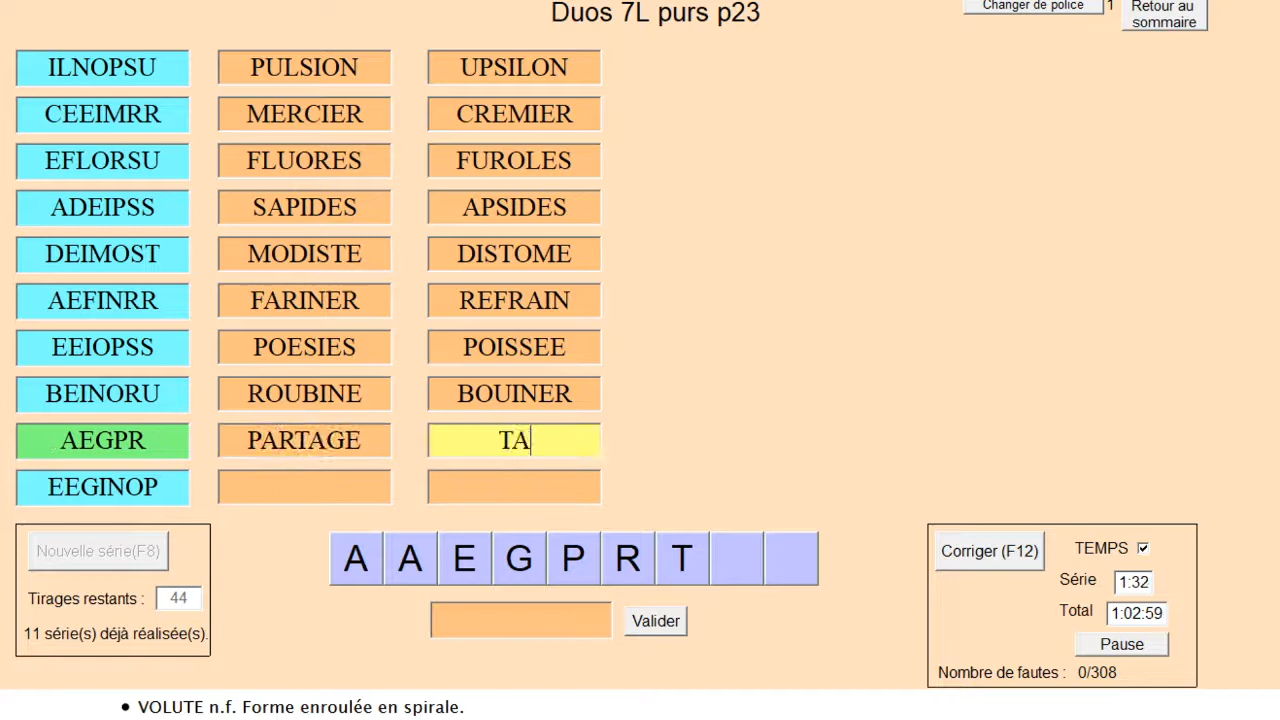 Duos 7L purs p23
Changer de police 1 Retour au
sommaire
ILNOPSU PULSION UPSILON
CEEIMRR MERCIER CREMIER
EFLORSU FLUORES FUROLES
ADEIPSS SAPIDES APSIDES
DEIMOST MODISTE DISTOME
AEFINRR FARINER REFRAIN
EEIOPSS POESIES POISSEE
BEINORU ROUBINE BOUINER
AEGPR PARTAGE TA
EEGINOP
Nouvelle série(F8)
Tirages restants : 44
11 série(s) déjà réalisée(s).
A A E G P R T
Valider
Corriger (F12) TEMPS
Série 1:32
Total 1:02:59
Pause
Nombre de fautes : 0/308
• VOLUTE n.f. Forme enroulée en spirale.